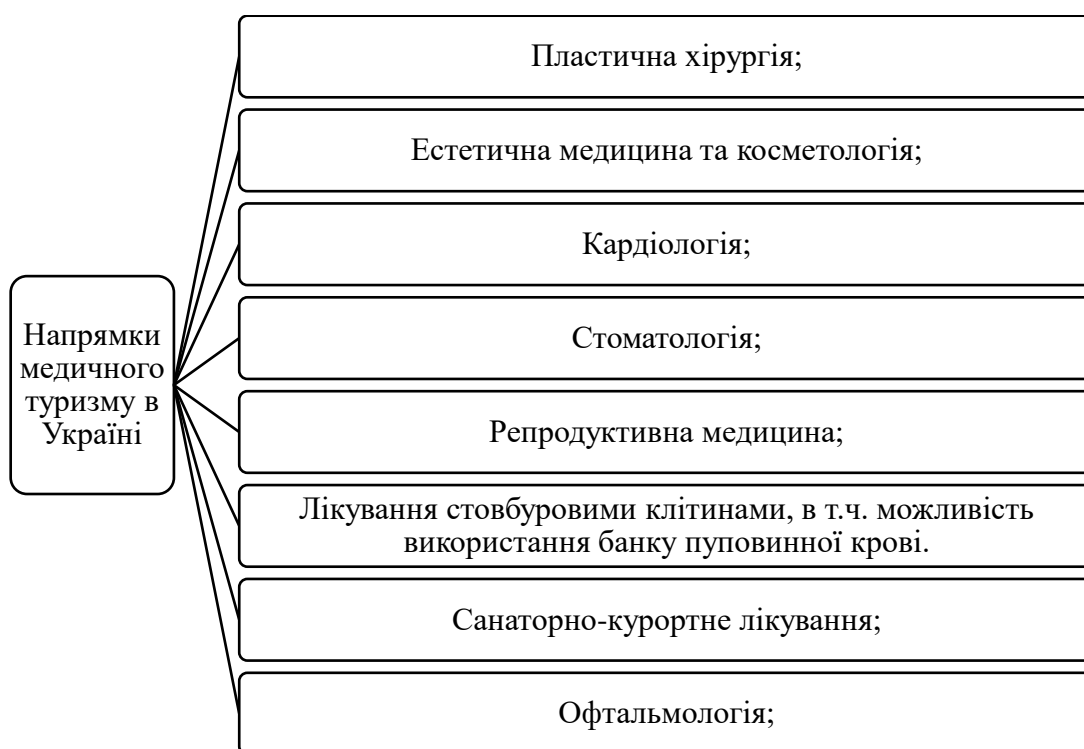 Пластична хірургія;
Естетична медицина та косметологія;
Кардіологія;
Напрямки
медичного
туризму в
Україні
Стоматологія;
Репродуктивна медицина;
Лікування стовбуровими клітинами, в т.ч. можливість
використання банку пуповинної крові.
Санаторно-курортне лікування;
Офтальмологія;